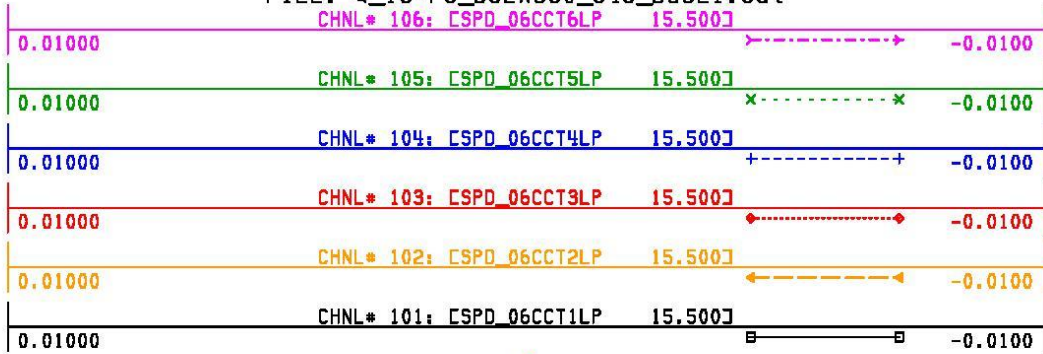 CHNL# 106: [SPD_06CCT6LP 15.500]
0.01000 -0.0100
CHNL# 105: [SPD_06CCT5LP 15.500]
0.01000 -0.0100
CHNL# 104: [SPD_06CCT4LP 15.500]
0.01000 -0.0100
CHNL# 103: [SPD_06CCT3LP 15.500]
0.01000 -0.0100
CHNL# 102: [SPD_06CCT2LP 15.500]
0.01000 -0.0100
CHNL# 101: [SPD_06CCT1LP 15.500]
0.01000 -0.0100